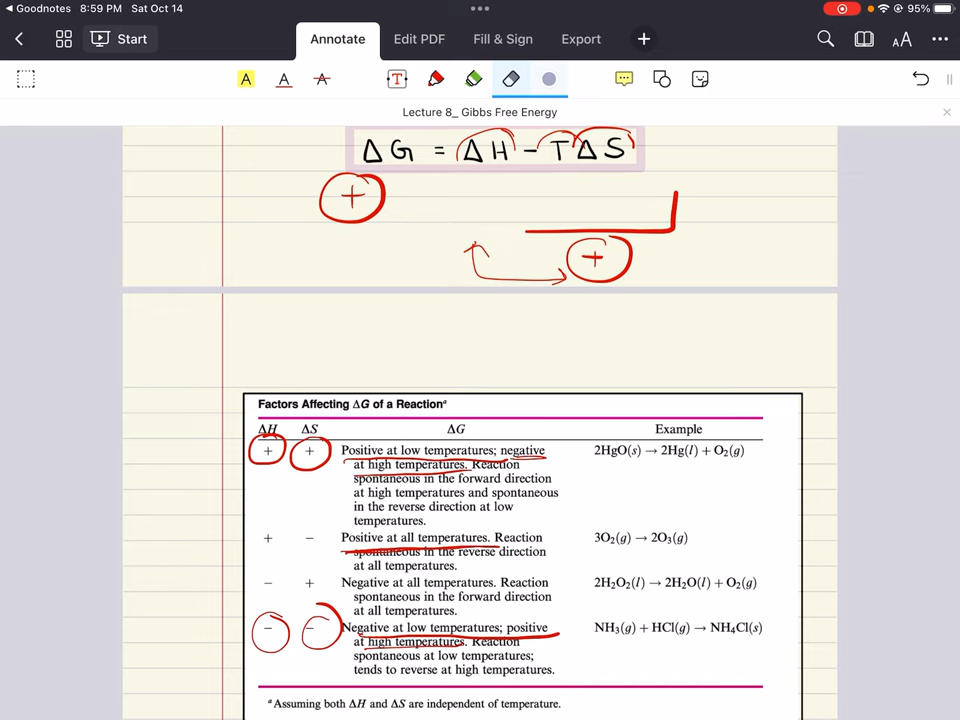 Goodnotes 8:59 PM Sat Oct 14 95%
Start Annotate Edit PDF Fill & Sign Export
A A A T
Lecture 8_ Gibbs Free Energy
ΔG = ΔH - TΔS
+
+
Factors Affecting ΔG of a Reactionᵃ
ΔH ΔS ΔG Example
+ + Positive at low temperatures; negative 2HgO(s) → 2Hg(l) + O₂(g)
at high temperatures. Reaction
spontaneous in the forward direction
at high temperatures and spontaneous
in the reverse direction at low
temperatures.
+ − Positive at all temperatures. Reaction 3O₂(g) → 2O₃(g)
spontaneous in the reverse direction
at all temperatures.
− + Negative at all temperatures. Reaction 2H₂O₂(l) → 2H₂O(l) + O₂(g)
spontaneous in the forward direction
at all temperatures.
− − Negative at low temperatures; positive NH₃(g) + HCl(g) → NH₄Cl(s)
at high temperatures. Reaction
spontaneous at low temperatures;
tends to reverse at high temperatures.
ᵃAssuming both ΔH and ΔS are independent of temperature.